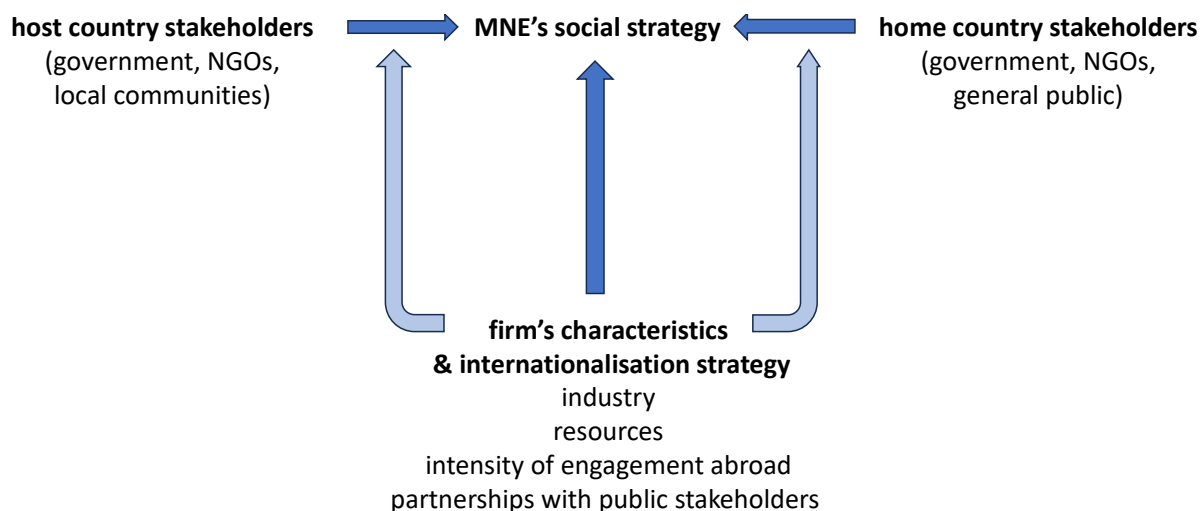 host country stakeholders
(government, NGOs,
local communities)
MNE's social strategy
home country stakeholders
(government, NGOs,
general public)
firm's characteristics
& internationalisation strategy
industry
resources
intensity of engagement abroad
partnerships with public stakeholders